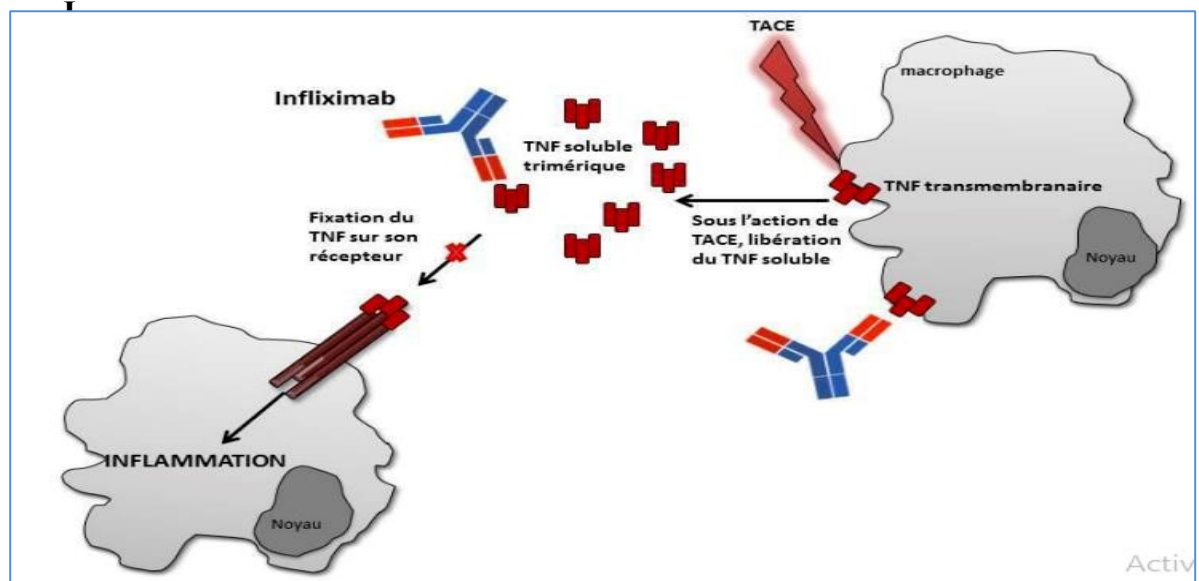 I
TACE
macrophage
Infliximab
TNF soluble
trimérique
TNF transmembranaire
Fixation du
TNF sur son
récepteur
Sous l'action de
TACE, libération
du TNF soluble
Noyau
INFLAMMATION
Noyau
Activ